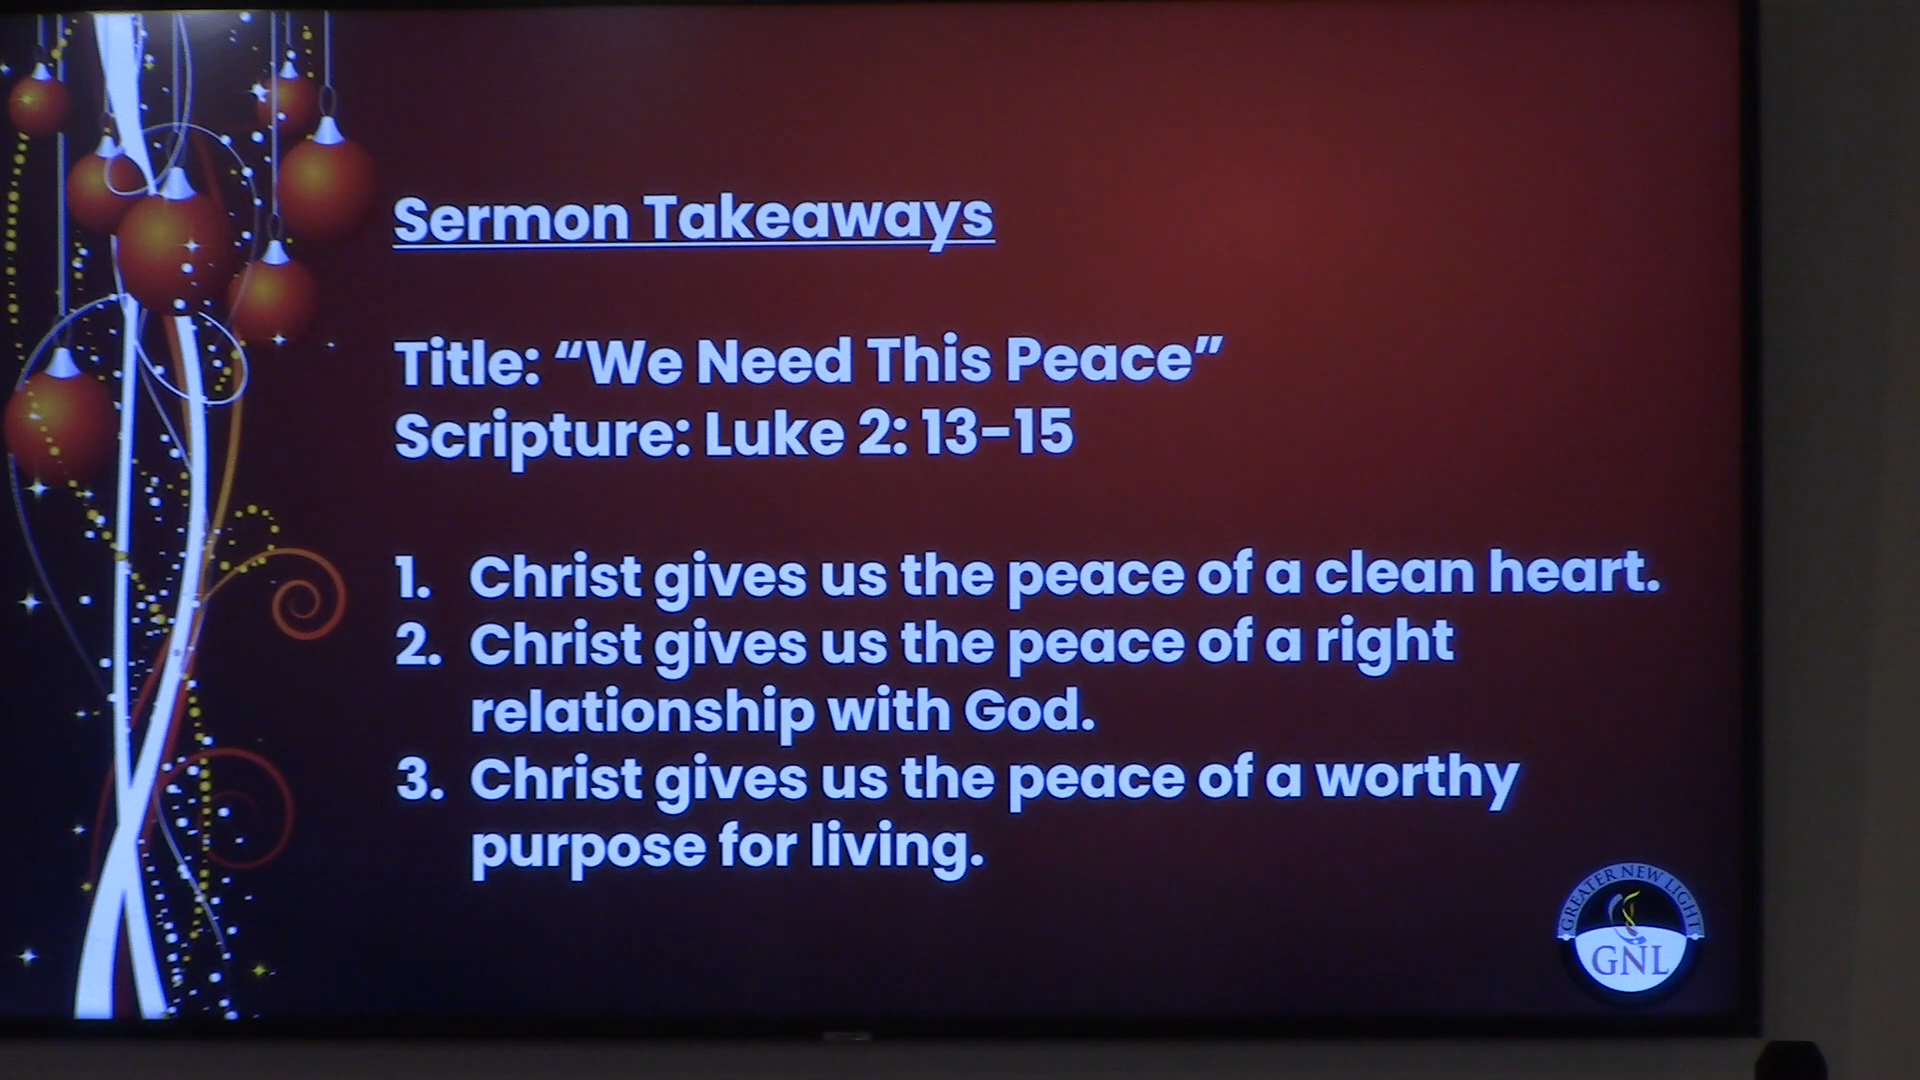 Sermon Takeaways
Title: “We Need This Peace”
Scripture: Luke 2: 13-15
1. Christ gives us the peace of a clean heart.
2. Christ gives us the peace of a right
relationship with God.
3. Christ gives us the peace of a worthy
purpose for living.
GREATER NEW LIGHT
GNL